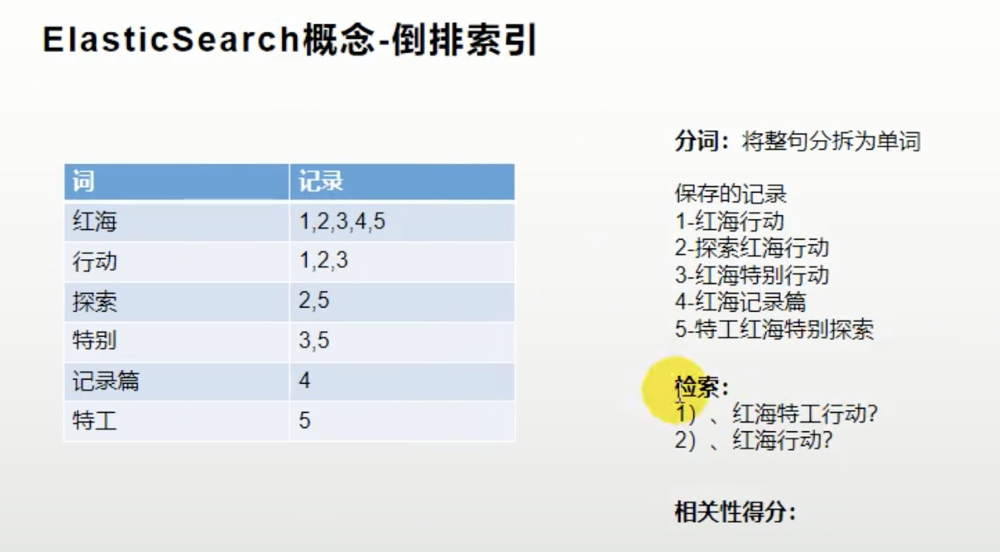 ElasticSearch概念-倒排索引
词 记录
红海 1,2,3,4,5
行动 1,2,3
探索 2,5
特别 3,5
记录篇 4
特工 5
分词：将整句分拆为单词
保存的记录
1-红海行动
2-探索红海行动
3-红海特别行动
4-红海记录篇
5-特工红海特别探索
检索：
1）、红海特工行动？
2）、红海行动？
相关性得分：